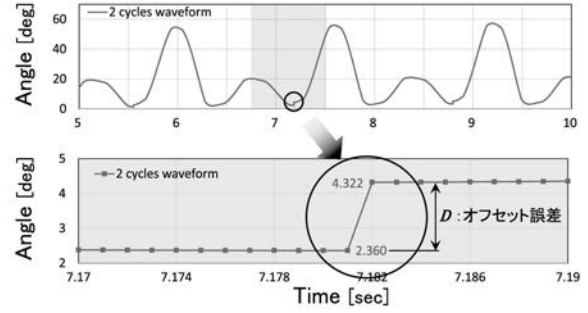 Angle [deg]
60
40
20
0
2 cycles waveform
5 6 7 8 9 10
Angle [deg]
5
4
3
2
2 cycles waveform
4.322
D : オフセット誤差
2.360
7.17 7.174 7.178 7.182 7.186 7.19
Time [sec]